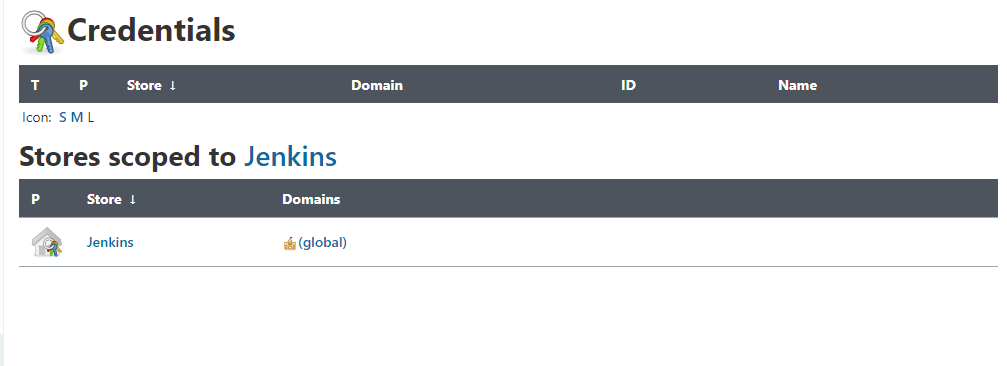 Credentials
T P Store ↓ Domain ID Name
Icon: S M L
Stores scoped to Jenkins
P Store ↓ Domains
Jenkins (global)